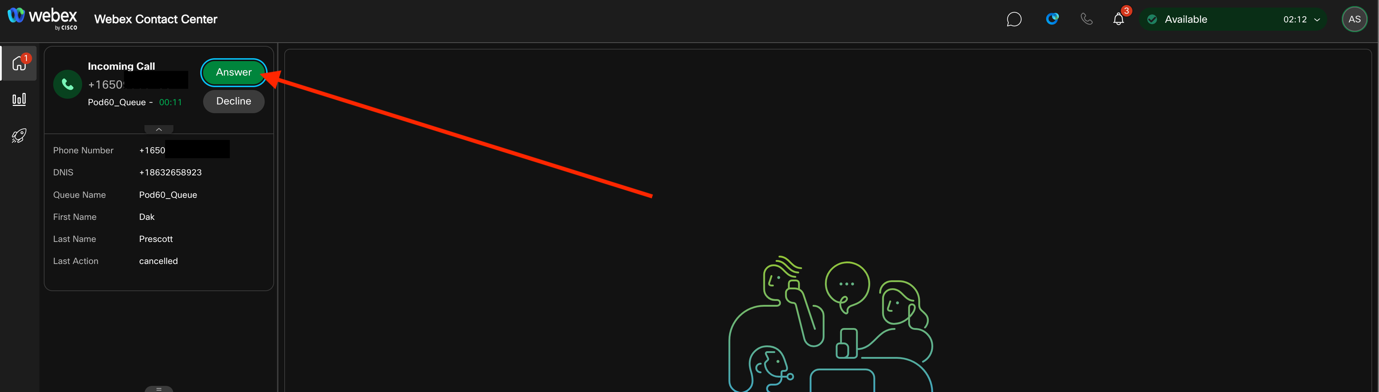 webex
by CISCO
Webex Contact Center
3
Available
02:12
AS
1
Incoming Call
+1650
Pod60_Queue - 00:11
Answer
Decline
Phone Number +1650
DNIS +18632658923
Queue Name Pod60_Queue
First Name Dak
Last Name Prescott
Last Action cancelled